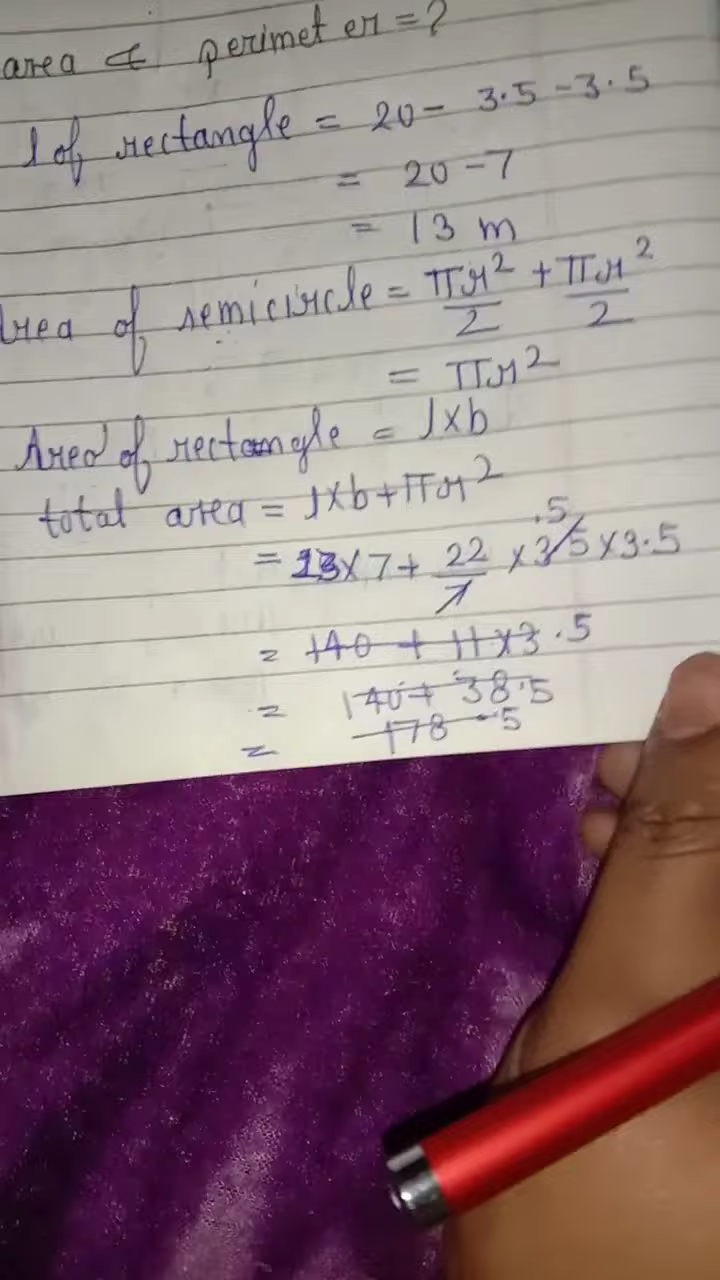 area & perimeter = ?
l of rectangle = 20 - 3.5 - 3.5
= 20 - 7
= 13 m
Area of semicircle = πr²/2 + πr²/2
= πr²
Area of rectangle = l×b
total area = l×b + πr²
.5
= 13×7 + 22/7 × 3.5 × 3.5
= 140 + 11×3.5
= 140 + 38.5
= 178.5